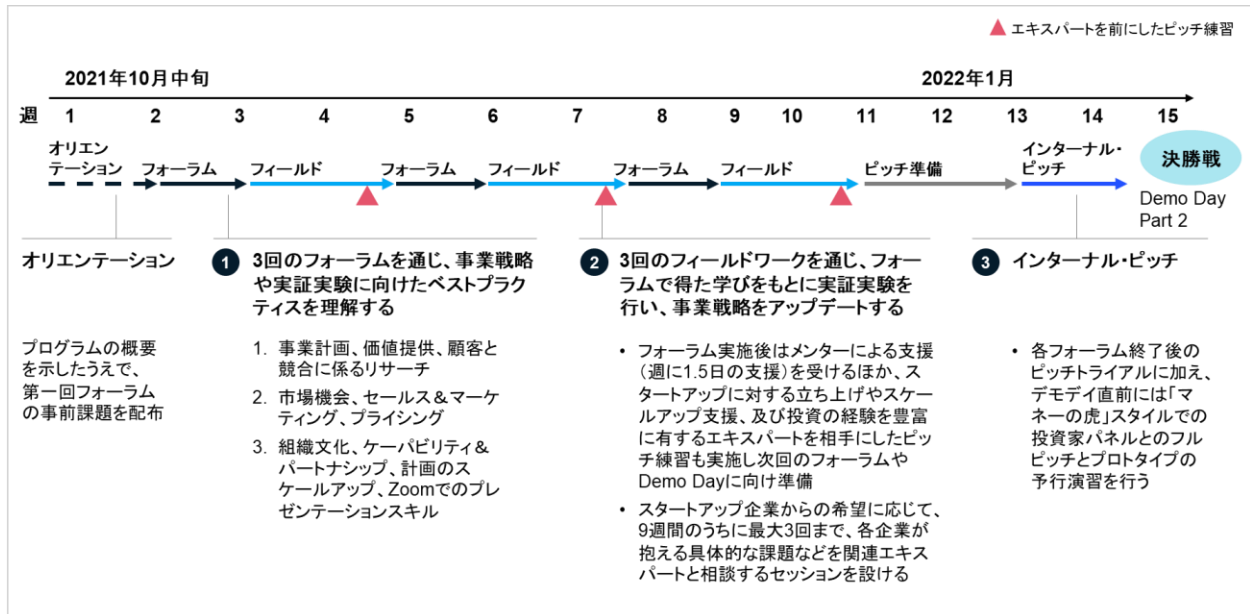 エキスパートを前にしたピッチ練習
2021年10月中旬
2022年1月
週 1 2 3 4 5 6 7 8 9 10 11 12 13 14 15
オリエン
テーション
フォーラム
フィールド
フォーラム
フィールド
フォーラム
フィールド
ピッチ準備
インターナル・
ピッチ
決勝戦
Demo Day
Part 2
オリエンテーション
プログラムの概要
を示したうえで、
第一回フォーラム
の事前課題を配布
1 3回のフォーラムを通じ、事業戦略
や実証実験に向けたベストプラク
ティスを理解する
1. 事業計画、価値提供、顧客と
競合に係るリサーチ
2. 市場機会、セールス&マーケ
ティング、プライシング
3. 組織文化、ケーパビリティ&
パートナシップ、計画のス
ケールアップ、Zoomでのプレ
ゼンテーションスキル
2 3回のフィールドワークを通じ、フォー
ラムで得た学びをもとに実証実験を
行い、事業戦略をアップデートする
• フォーラム実施後はメンターによる支援
(週に1.5日の支援)を受けるほか、ス
タートアップに対する立ち上げやスケ
ールアップ支援、及び投資の経験を豊富
に有するエキスパートを相手にしたピッ
チ練習も実施し次回のフォーラムや
Demo Dayに向け準備
• スタートアップ企業からの希望に応じて、
9週間のうちに最大3回まで、各企業が
抱える具体的な課題などを関連エキス
パートと相談するセッションを設ける
3 インターナル・ピッチ
• 各フォーラム終了後の
ピッチトライアルに加え、
デモデイ直前には「マ
ネーの虎」スタイルでの
投資家パネルとのフル
ピッチとプロトタイプの
予行演習を行う